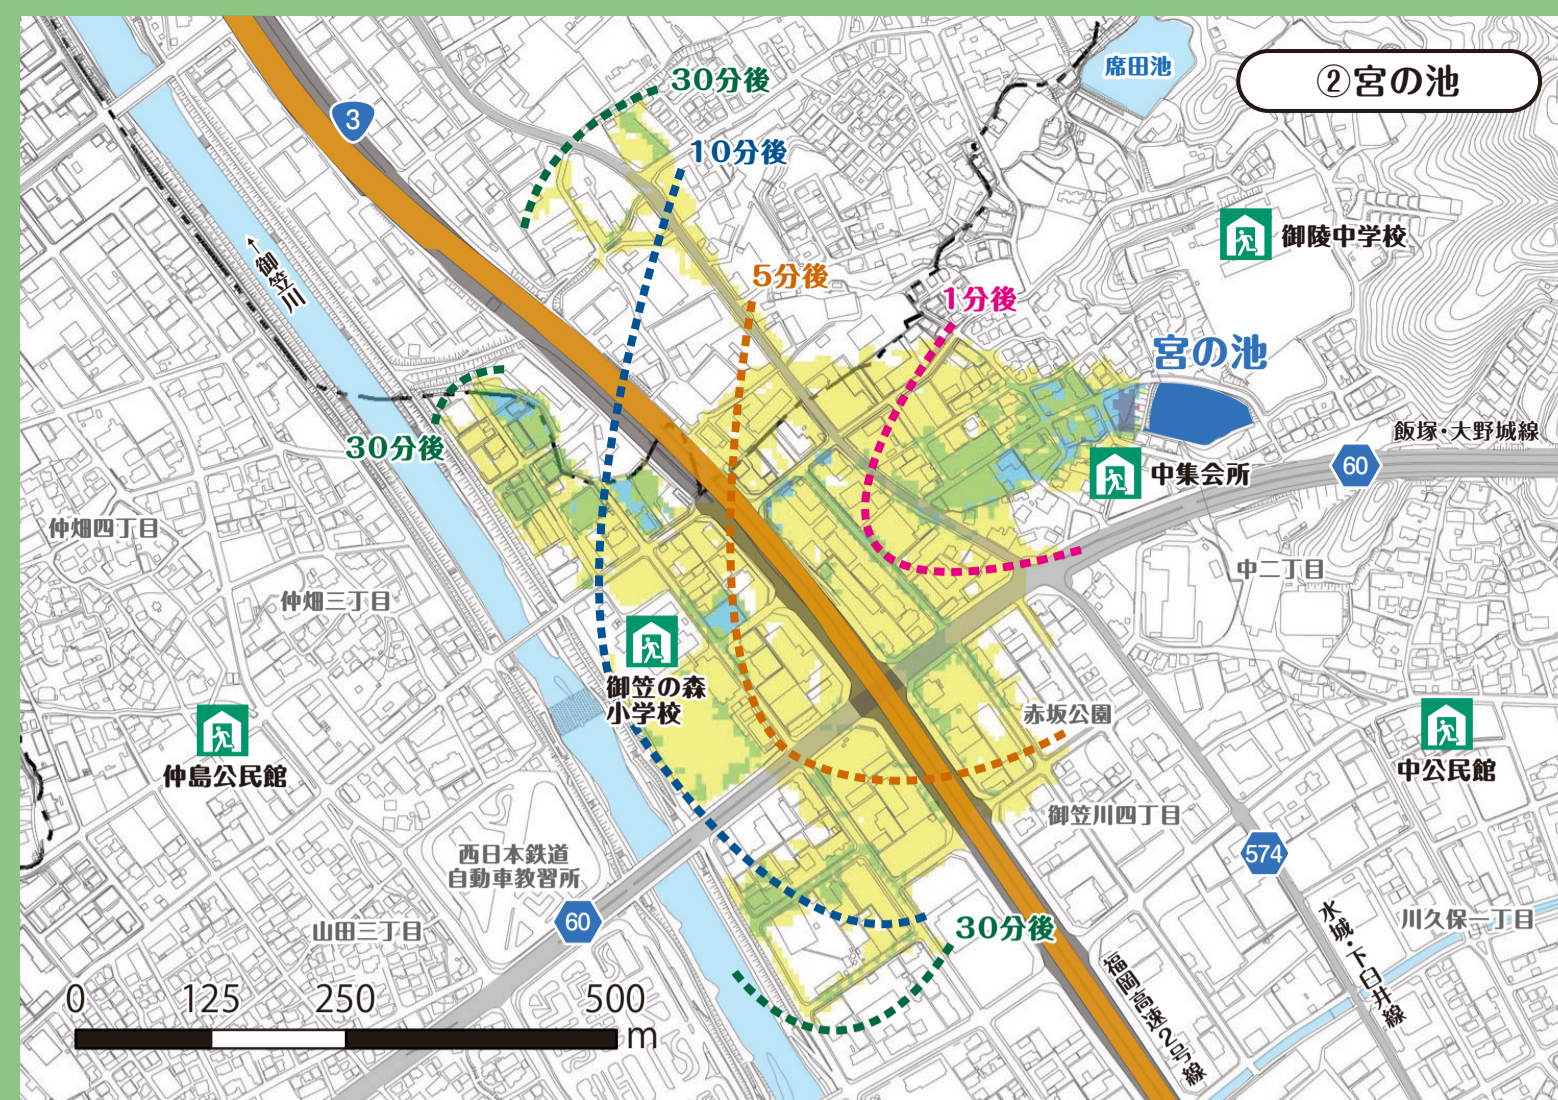 ②宮の池
席田池
30分後
3
10分後
御陵中学校
御笠川
5分後
1分後
宮の池
30分後
飯塚・大野城線
60
中集会所
仲畑四丁目
中二丁目
仲畑三丁目
御笠の森
小学校
赤坂公園
仲島公民館
中公民館
御笠川四丁目
西日本鉄道
自動車教習所
574
60
山田三丁目
30分後
川久保一丁目
水城・下臼井線
福岡高速2号線
0 125 250 500
m